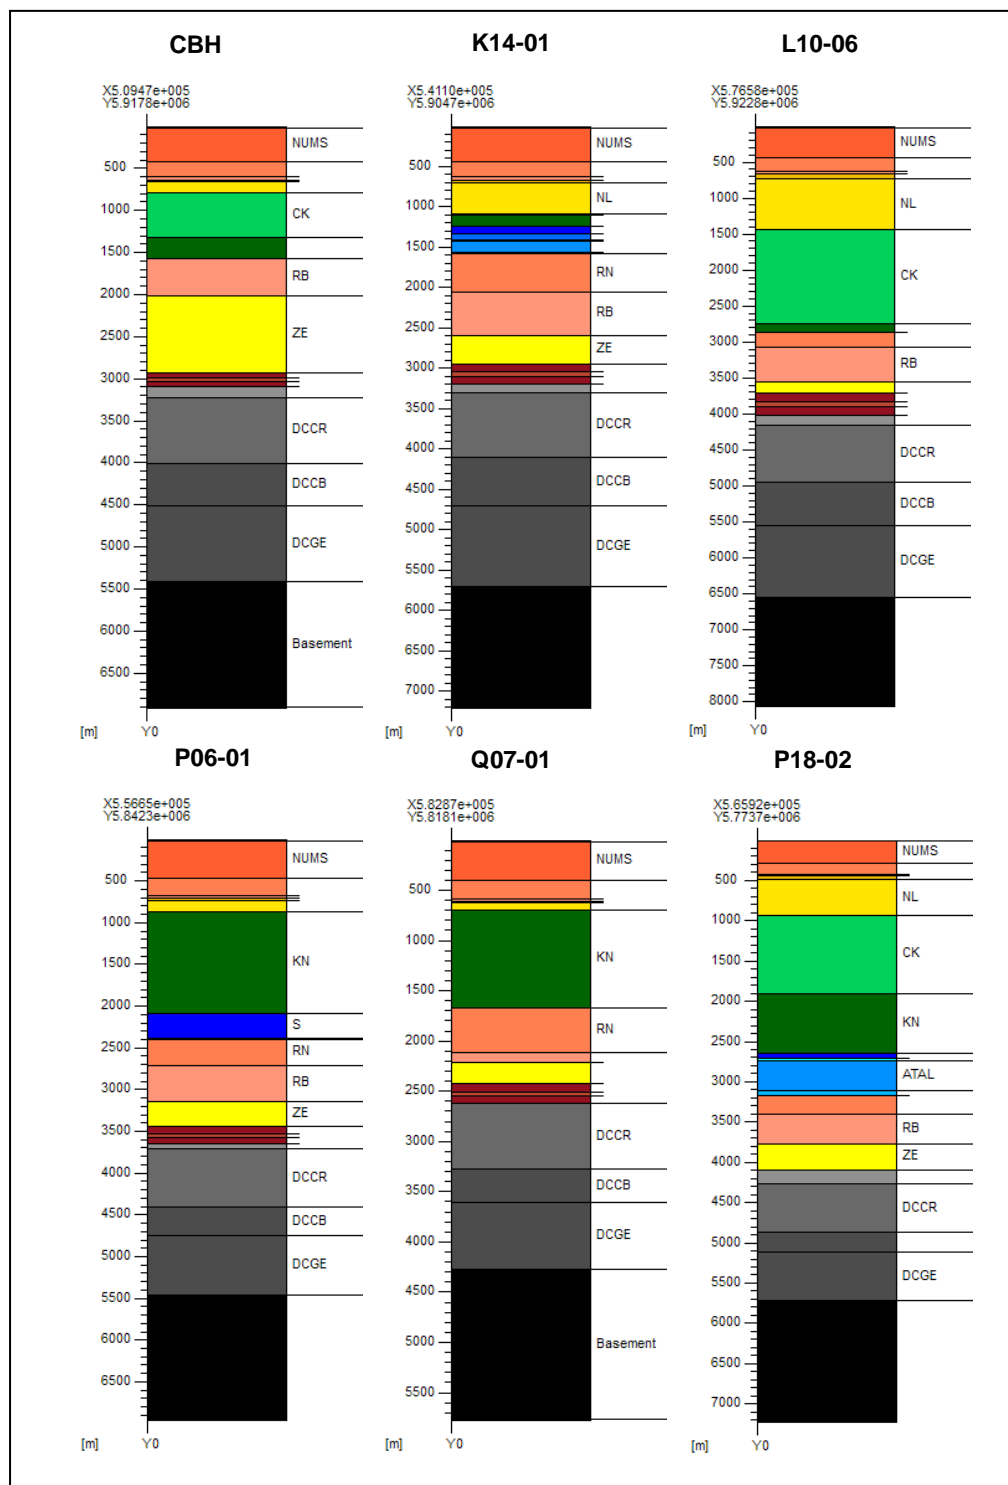 CBH
X5.0947e+005
Y5.9178e+006
500
1000
1500
2000
2500
3000
3500
4000
4500
5000
5500
6000
6500
NUMS
CK
RB
ZE
DCCR
DCCB
DCGE
Basement
[m]
Y0
K14-01
X5.4110e+005
Y5.9047e+006
500
1000
1500
2000
2500
3000
3500
4000
4500
5000
5500
6000
6500
7000
NUMS
NL
RN
RB
ZE
DCCR
DCCB
DCGE
[m]
Y0
L10-06
X5.7658e+005
Y5.9228e+006
500
1000
1500
2000
2500
3000
3500
4000
4500
5000
5500
6000
6500
7000
7500
8000
NUMS
NL
CK
RB
DCCR
DCCB
DCGE
[m]
Y0
P06-01
X5.5665e+005
Y5.8423e+006
500
1000
1500
2000
2500
3000
3500
4000
4500
5000
5500
6000
6500
NUMS
KN
S
RN
RB
ZE
DCCR
DCCB
DCGE
[m]
Y0
Q07-01
X5.8287e+005
Y5.8181e+006
500
1000
1500
2000
2500
3000
3500
4000
4500
5000
5500
NUMS
KN
RN
DCCR
DCCB
DCGE
Basement
[m]
Y0
P18-02
X5.6592e+005
Y5.7737e+006
500
1000
1500
2000
2500
3000
3500
4000
4500
5000
5500
6000
6500
7000
NUMS
NL
CK
KN
ATAL
RB
ZE
DCCR
DCGE
[m]
Y0